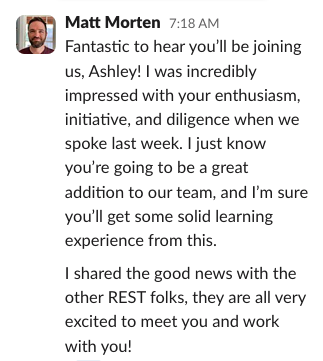 Matt Morten 7:18 AM
Fantastic to hear you'll be joining
us, Ashley! I was incredibly
impressed with your enthusiasm,
initiative, and diligence when we
spoke last week. I just know
you're going to be a great
addition to our team, and I'm sure
you'll get some solid learning
experience from this.
I shared the good news with the
other REST folks, they are all very
excited to meet you and work
with you!